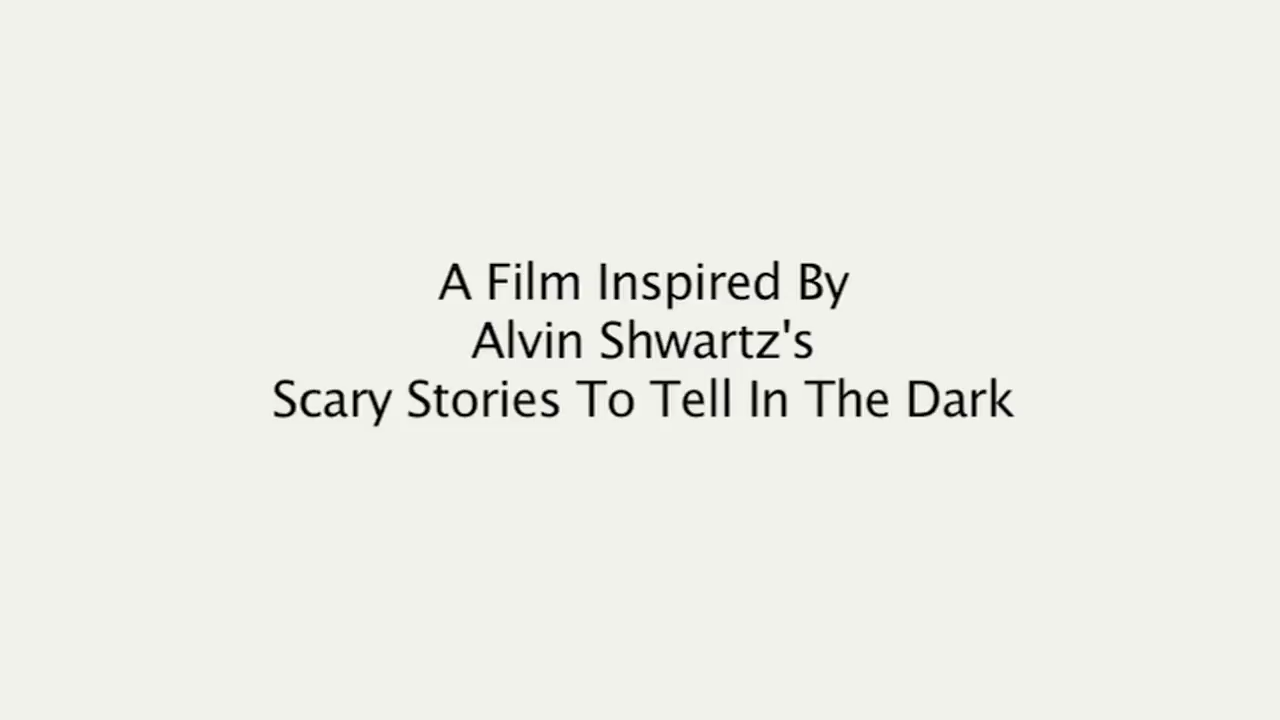 A Film Inspired By
Alvin Shwartz's
Scary Stories To Tell In The Dark